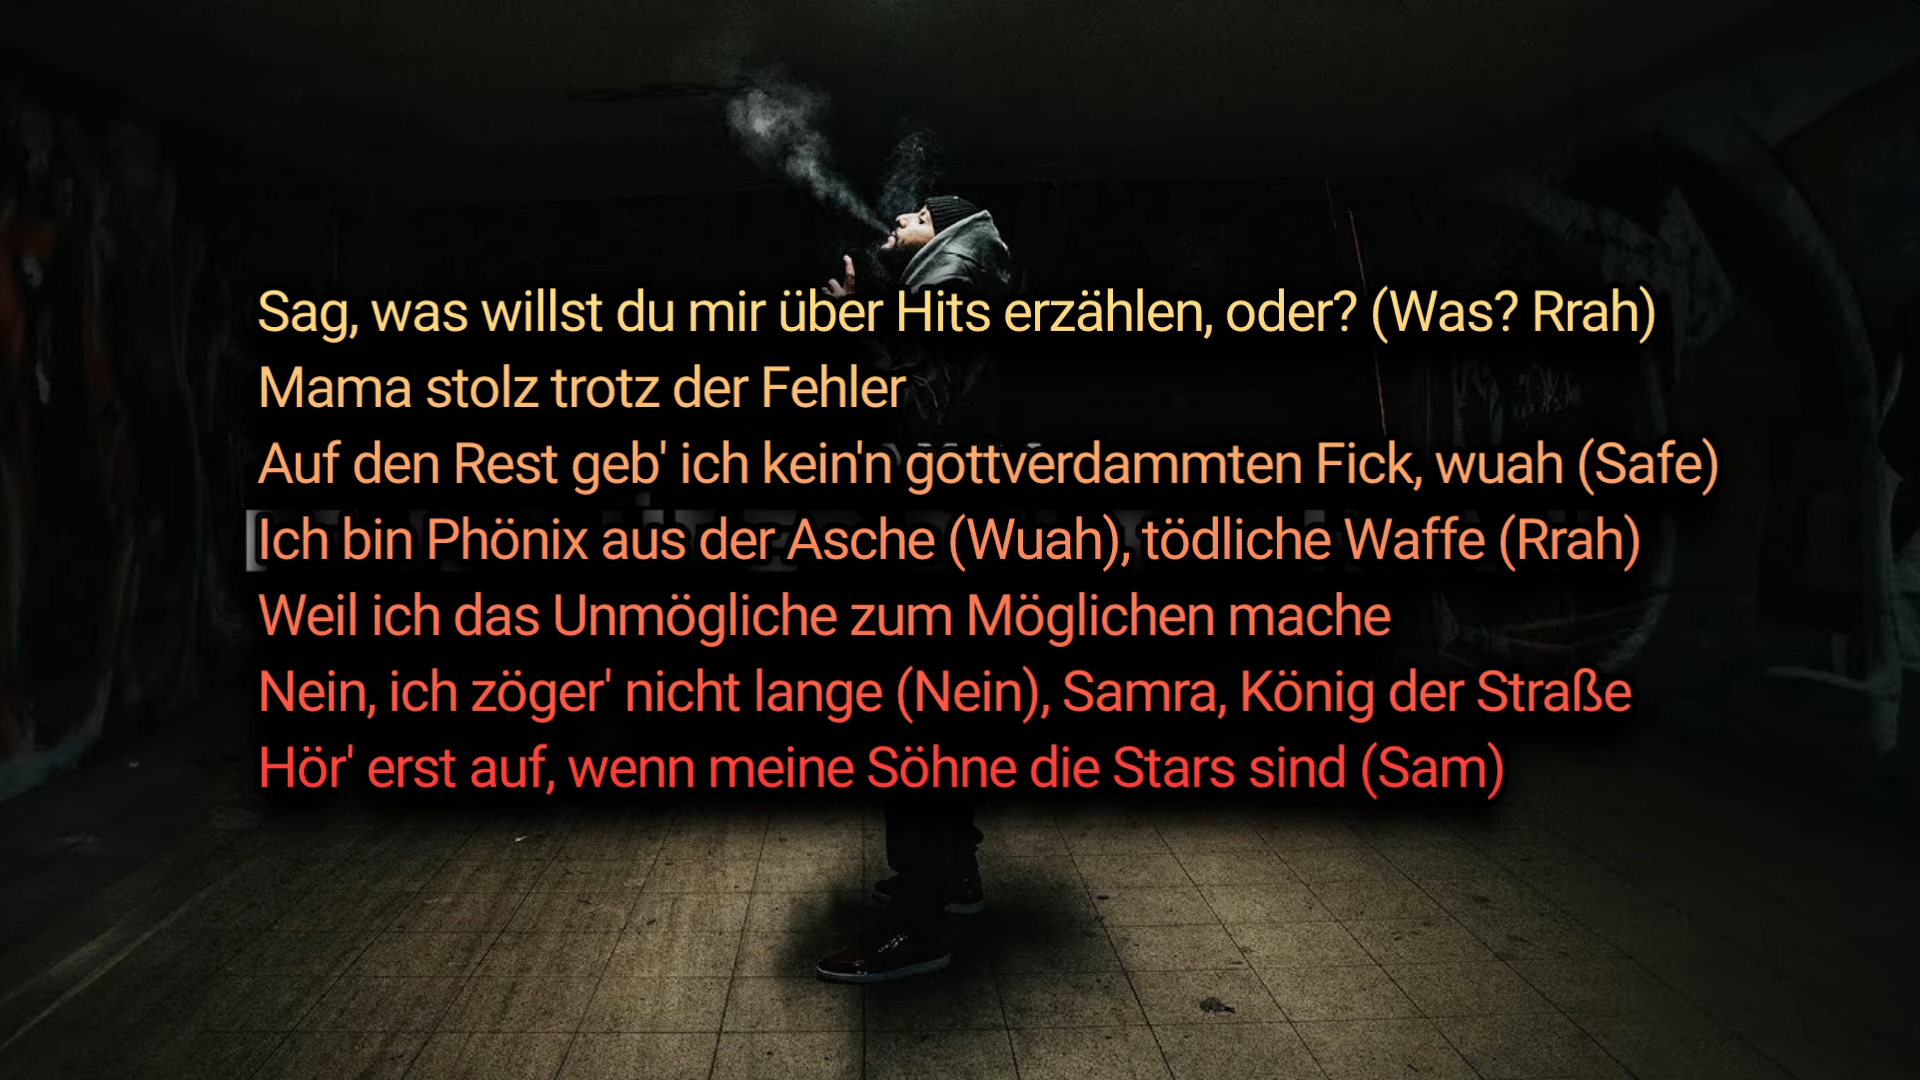 Sag, was willst du mir über Hits erzählen, oder? (Was? Rrah)
Mama stolz trotz der Fehler
Auf den Rest geb' ich kein'n gottverdammten Fick, wuah (Safe)
Ich bin Phönix aus der Asche (Wuah), tödliche Waffe (Rrah)
Weil ich das Unmögliche zum Möglichen mache
Nein, ich zöger' nicht lange (Nein), Samra, König der Straße
Hör' erst auf, wenn meine Söhne die Stars sind (Sam)